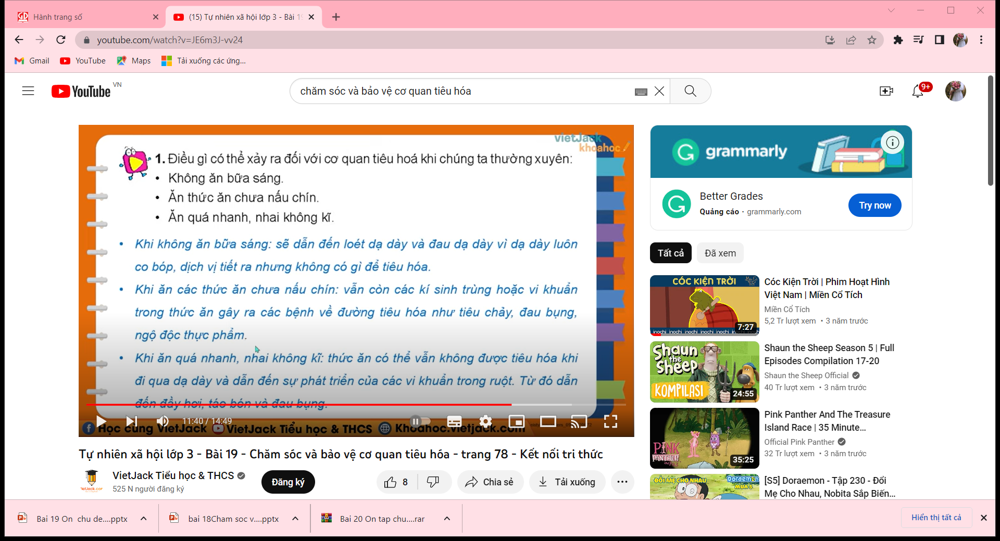 Hành trang số
(15) Tự nhiên xã hội lớp 3 - Bài 19
youtube.com/watch?v=JE6m3J-vv24
Gmail
YouTube
Maps
Tải xuống các ứng...
YouTube VN
chăm sóc và bảo vệ cơ quan tiêu hóa
9+
vietJack
khoahoc
1. Điều gì có thể xảy ra đối với cơ quan tiêu hoá khi chúng ta thường xuyên:
• Không ăn bữa sáng.
• Ăn thức ăn chưa nấu chín.
• Ăn quá nhanh, nhai không kĩ.
• Khi không ăn bữa sáng: sẽ dẫn đến loét dạ dày và đau dạ dày vì dạ dày luôn
co bóp, dịch vị tiết ra nhưng không có gì để tiêu hóa.
• Khi ăn các thức ăn chưa nấu chín: vẫn còn các kí sinh trùng hoặc vi khuẩn
trong thức ăn gây ra các bệnh về đường tiêu hóa như tiêu chảy, đau bụng,
ngộ độc thực phẩm.
• Khi ăn quá nhanh, nhai không kĩ: thức ăn có thể vẫn không được tiêu hóa khi
đi qua dạ dày và dẫn đến sự phát triển của các vi khuẩn trong ruột. Từ đó dẫn
đến đầy hơi, táo bón và đau bụng.
11:40 / 14:49
Học cùng VietJack
VietJack Tiểu học & THCS
Khoahoc.vietjack.com
Tự nhiên xã hội lớp 3 - Bài 19 - Chăm sóc và bảo vệ cơ quan tiêu hóa - trang 78 - Kết nối tri thức
VietJack Tiểu học & THCS
525 N người đăng ký
Đăng ký
8
Chia sẻ
Tải xuống
grammarly
Better Grades
Quảng cáo · grammarly.com
Try now
Tất cả
Đã xem
CÓC KIỆN TRỜI
inochi inochi inochi inochi inochi
7:27
Cóc Kiện Trời | Phim Hoạt Hình
Việt Nam | Miền Cổ Tích
Miền Cổ Tích
5,2 Tr lượt xem • 3 năm trước
Shaun
the
Sheep
KOMPILASI
24:55
Shaun the Sheep Season 5 | Full
Episodes Compilation 17-20
Shaun the Sheep Official
40 Tr lượt xem • 3 năm trước
PINK
PANTHER
35:25
Pink Panther And The Treasure
Island Race | 35 Minute...
Official Pink Panther
32 Tr lượt xem • 3 năm trước
ĐỔI MẸ CHO NHAU
Doraemon
MÙA 5
[S5] Doraemon - Tập 230 - Đổi
Mẹ Cho Nhau, Nobita Sắp Biến...
Bai 19 On chu de....pptx
bai 18Cham soc v....pptx
Bai 20 On tap chu....rar
Hiển thị tất cả